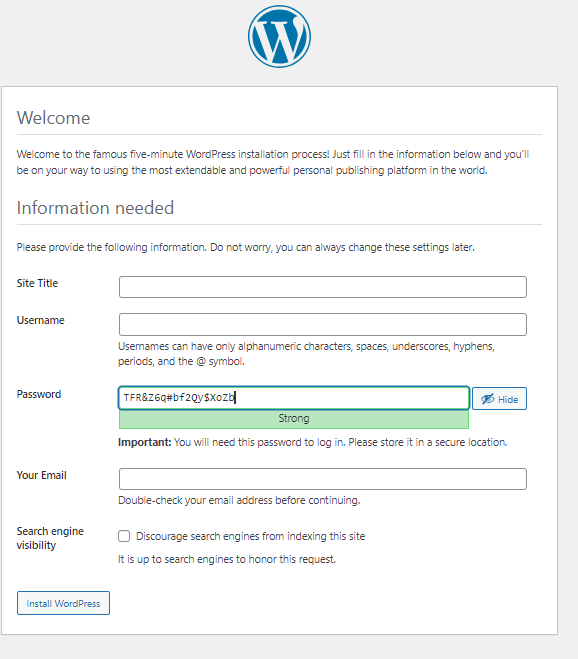 Welcome
Welcome to the famous five-minute WordPress installation process! Just fill in the information below and you'll
be on your way to using the most extendable and powerful personal publishing platform in the world.
Information needed
Please provide the following information. Do not worry, you can always change these settings later.
Site Title
Username
Usernames can have only alphanumeric characters, spaces, underscores, hyphens,
periods, and the @ symbol.
Password
TFR&Z6q#bf2Qy$XoZb
Hide
Strong
Important: You will need this password to log in. Please store it in a secure location.
Your Email
Double-check your email address before continuing.
Search engine
visibility
Discourage search engines from indexing this site
It is up to search engines to honor this request.
Install WordPress